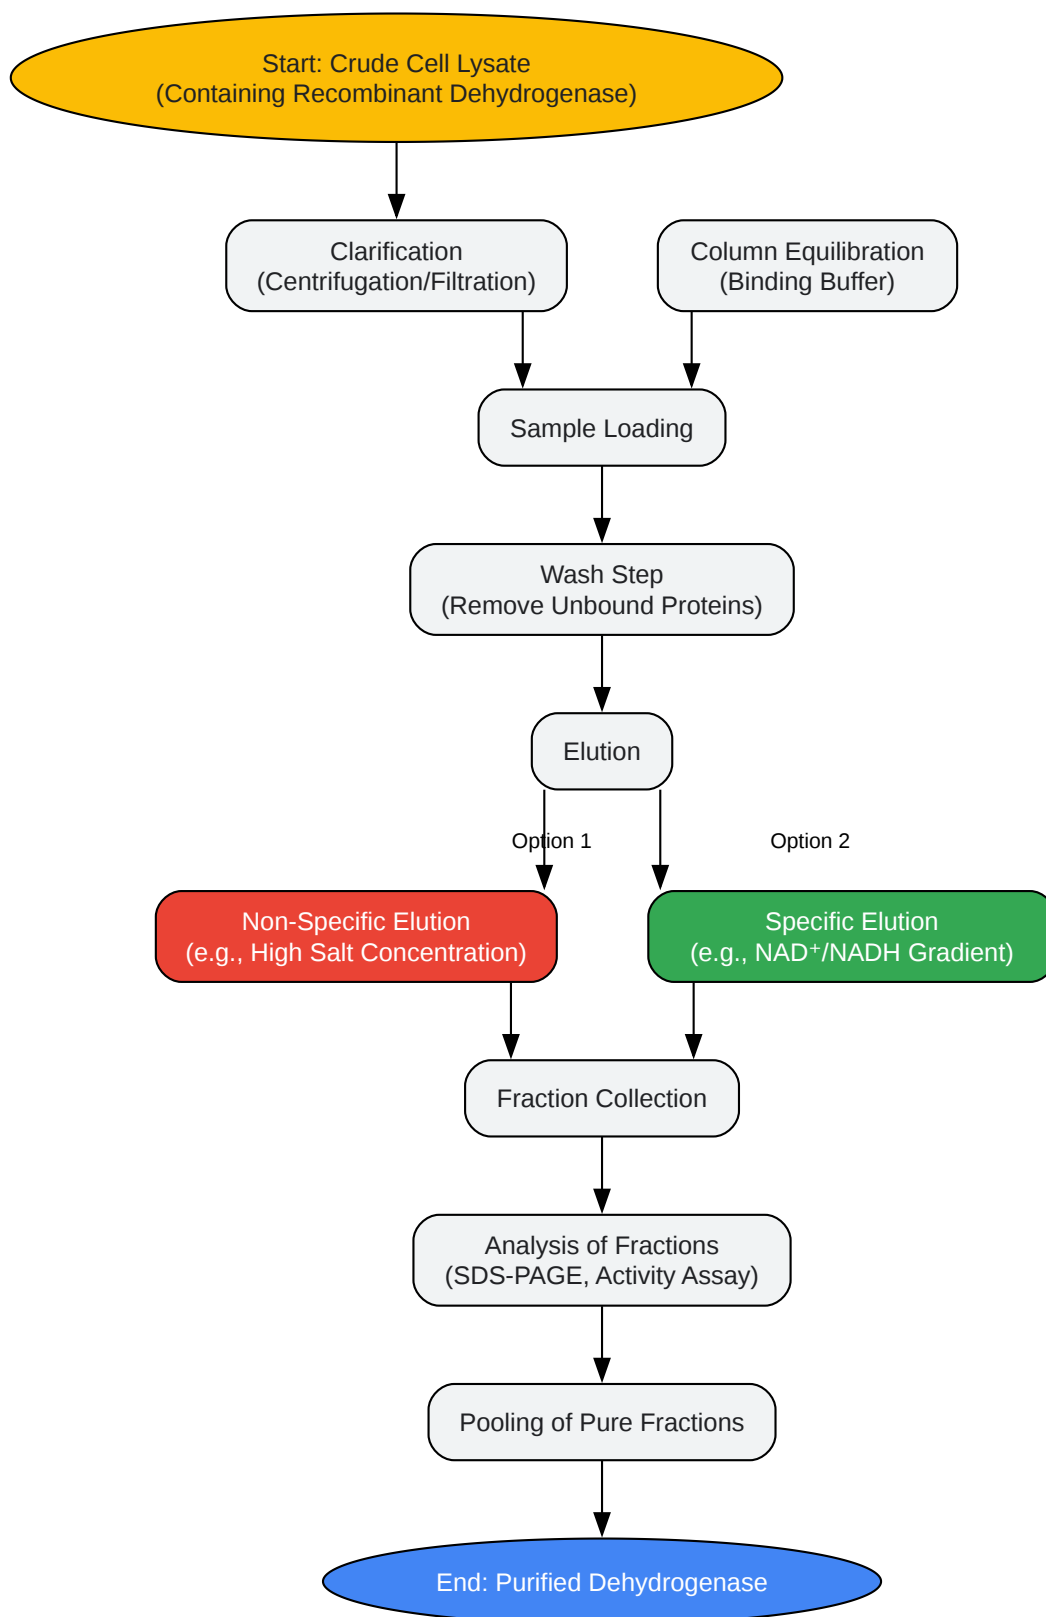 Start: Crude Cell Lysate
(Containing Recombinant Dehydrogenase)
Clarification
(Centrifugation/Filtration)
Column Equilibration
(Binding Buffer)
Sample Loading
Wash Step
(Remove Unbound Proteins)
Elution
Option 1
Option 2
Non-Specific Elution
(e.g., High Salt Concentration)
Specific Elution
(e.g., NAD⁺/NADH Gradient)
Fraction Collection
Analysis of Fractions
(SDS-PAGE, Activity Assay)
Pooling of Pure Fractions
End: Purified Dehydrogenase